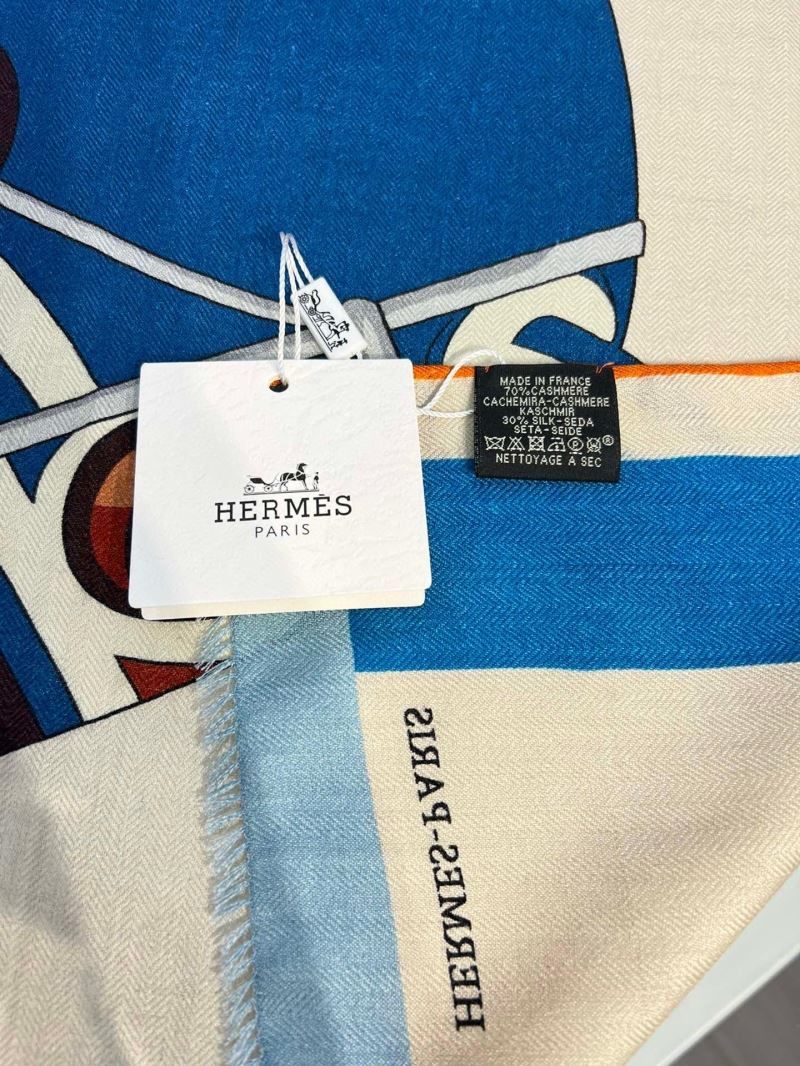 MADE IN FRANCE
70% CASHMERE
CACHEMIRA-CASHMERE
KASCHMIR
30% SILK-SEDA
SETA-SEIDE
®
NETTOYAGE A SEC
HERMÈS
PARIS
HERMES-PARIS